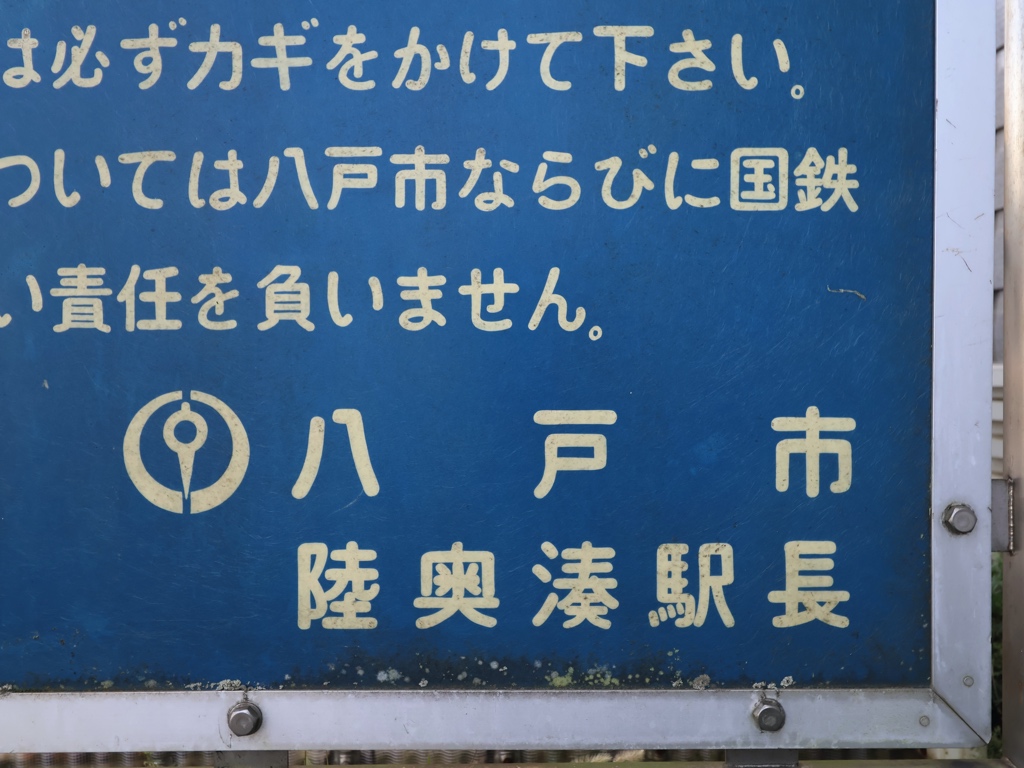 は必ずカギをかけて下さい。
ついては八戸市ならびに国鉄
い責任を負いません。
八戸市
陸奥湊駅長